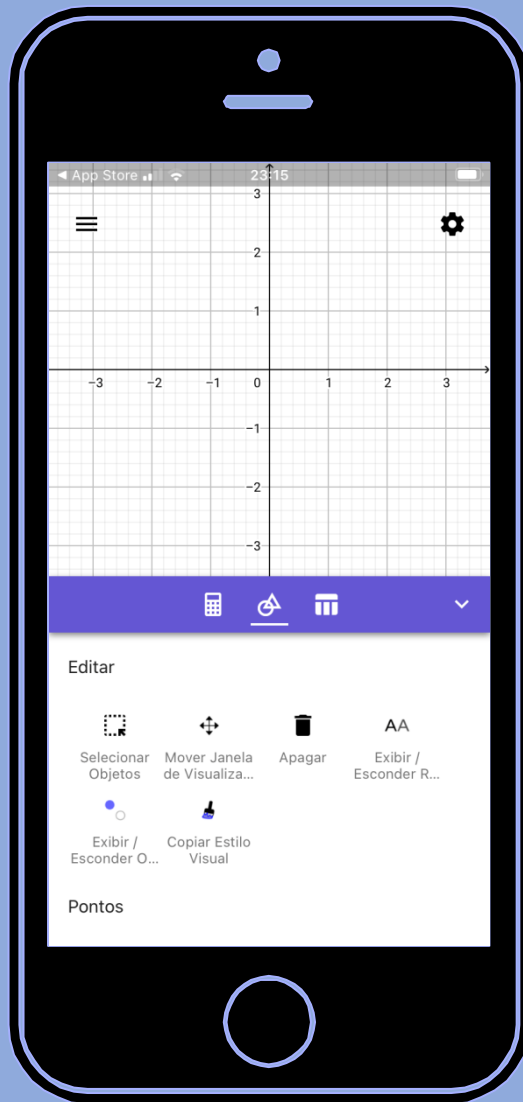 ◀ App Store 23:15
3
2
1
−3 −2 −1 0 1 2 3
−1
−2
−3
Editar
Selecionar Mover Janela Apagar Exibir /
Objetos de Visualiza... Esconder R...
AA
Exibir / Copiar Estilo
Esconder O... Visual
Pontos